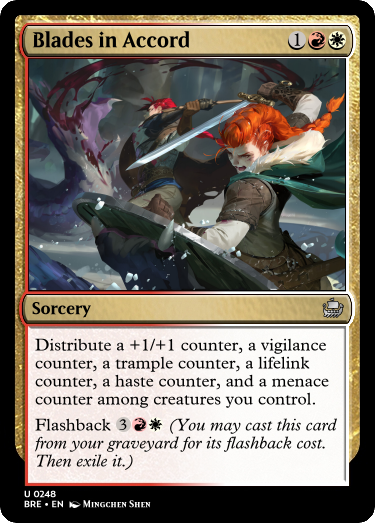 Blades in Accord 1
Sorcery
Distribute a +1/+1 counter, a vigilance
counter, a trample counter, a lifelink
counter, a haste counter, and a menace
counter among creatures you control.
Flashback 3 (You may cast this card
from your graveyard for its flashback cost.
Then exile it.)
U 0248
BRE • EN Mingchen Shen